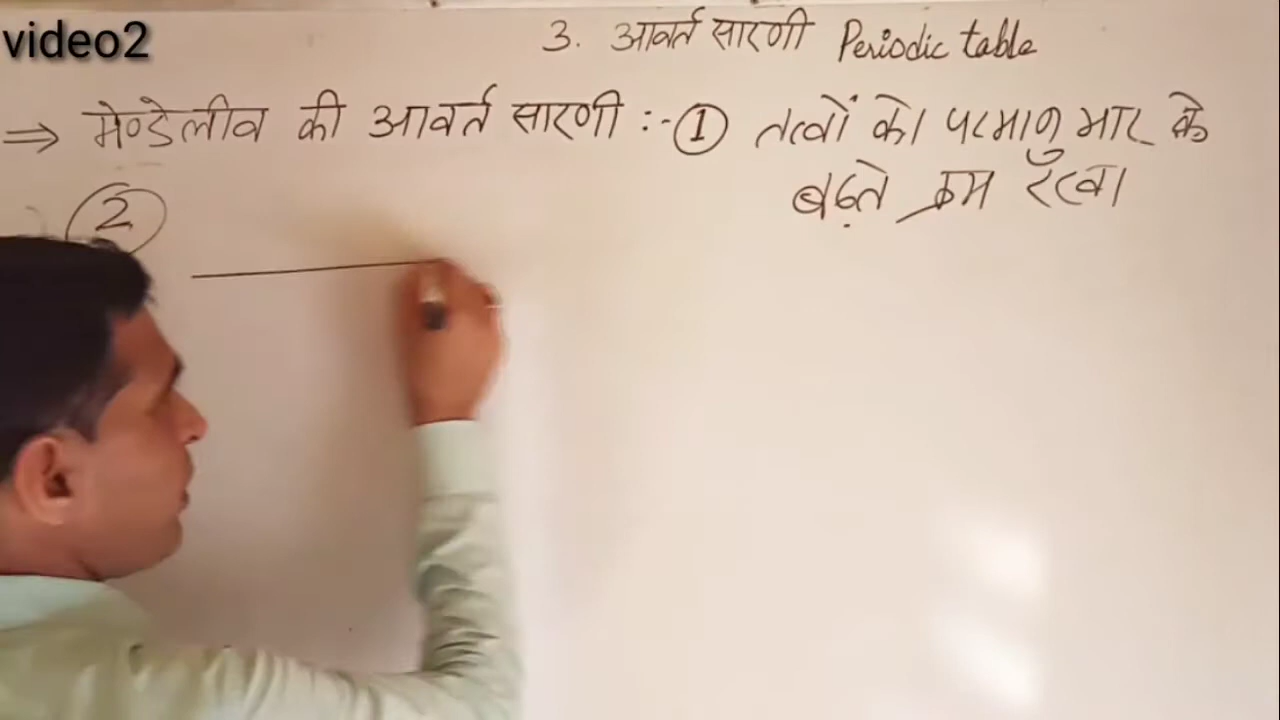 video2
3. आवर्त सारणी Periodic table
⇒ मेण्डेलीव की आवर्त सारणी :- ① तत्वों को परमाणु भार के
बढ़ते क्रम रखा
②